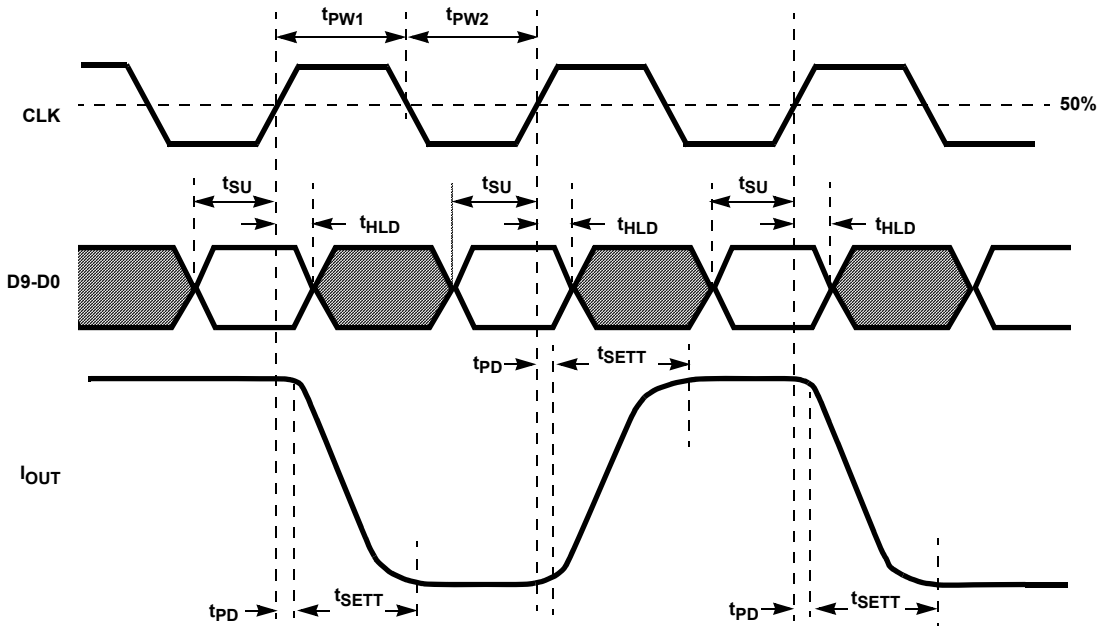 tPW1 tPW2
CLK
50%
tSU tSU tSU
tHLD tHLD tHLD
D9-D0
tPD tSETT
IOUT
tPD tSETT tPD tSETT